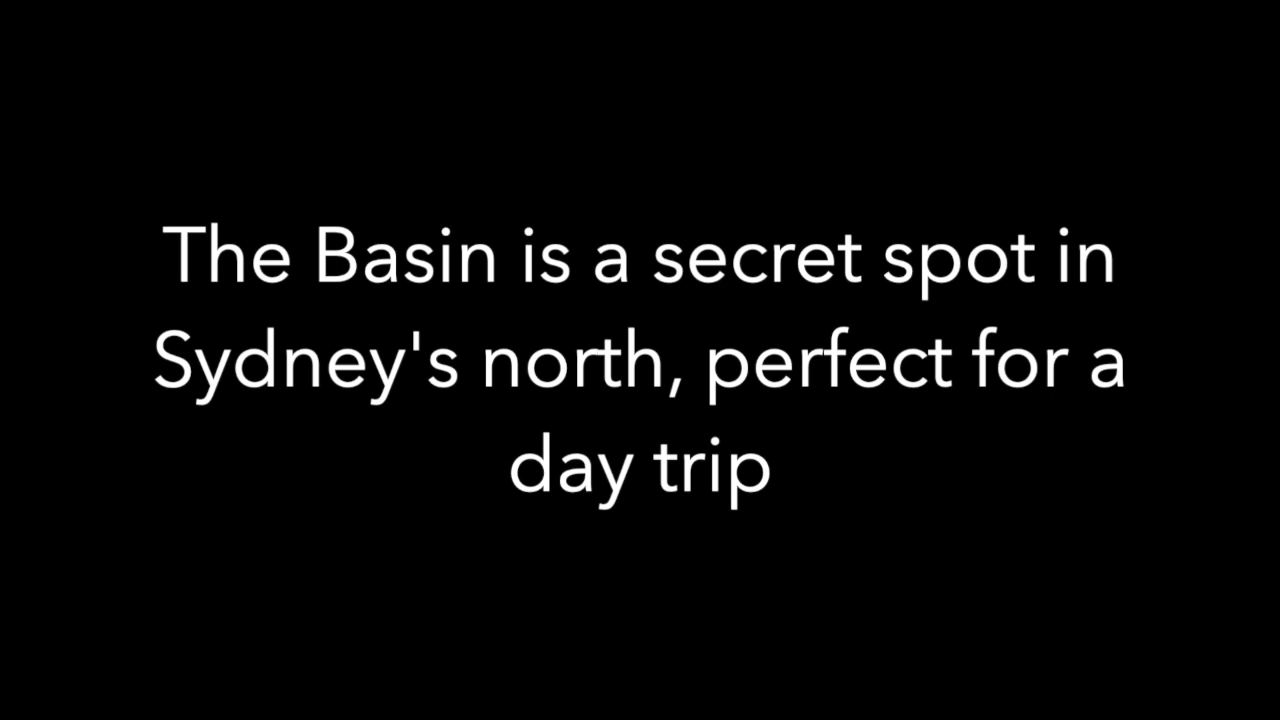 The Basin is a secret spot in
Sydney's north, perfect for a
day trip